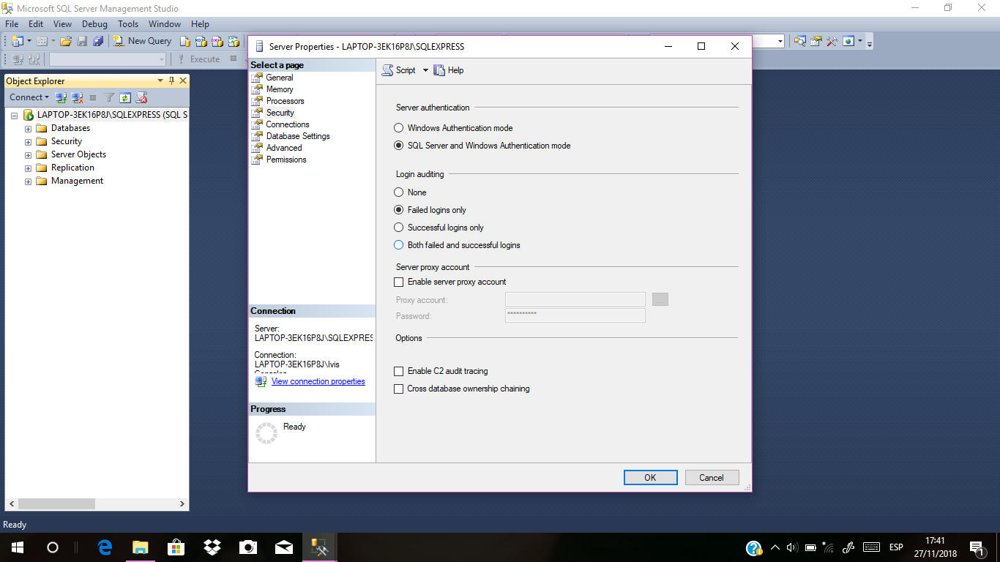 Microsoft SQL Server Management Studio
File Edit View Debug Tools Window Help
New Query
Execute
Object Explorer
Connect
LAPTOP-3EK16P8J\SQLEXPRESS (SQL S
Databases
Security
Server Objects
Replication
Management
Server Properties - LAPTOP-3EK16P8J\SQLEXPRESS
Select a page
General
Memory
Processors
Security
Connections
Database Settings
Advanced
Permissions
Connection
Server:
LAPTOP-3EK16P8J\SQLEXPRES
Connection:
LAPTOP-3EK16P8J\Ivis
View connection properties
Progress
Ready
Script Help
Server authentication
Windows Authentication mode
SQL Server and Windows Authentication mode
Login auditing
None
Failed logins only
Successful logins only
Both failed and successful logins
Server proxy account
Enable server proxy account
Proxy account:
...
Password:
**********
Options
Enable C2 audit tracing
Cross database ownership chaining
OK Cancel
Ready
ESP
17:41
27/11/2018
1